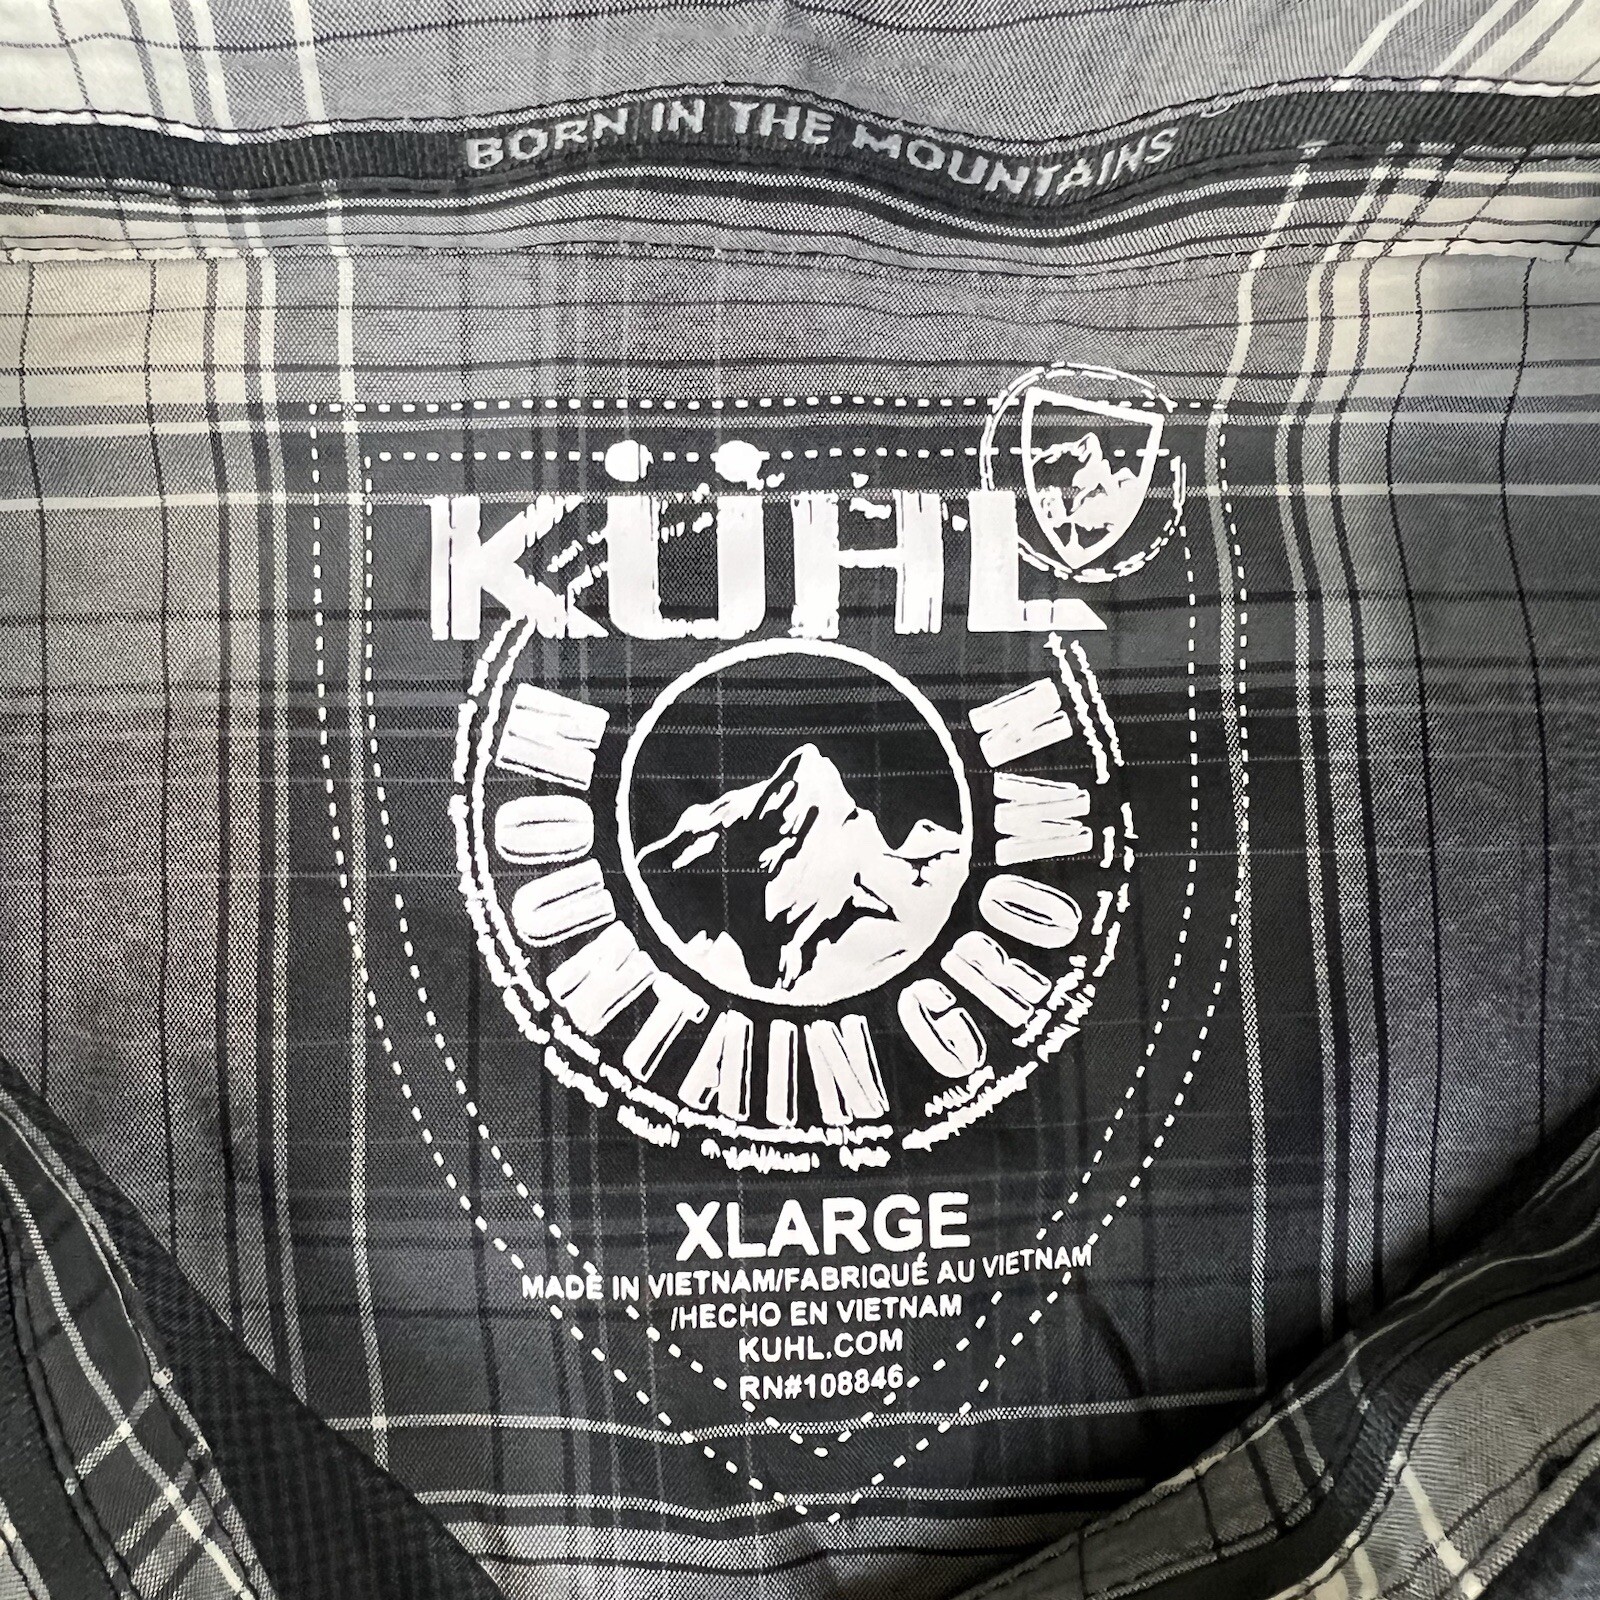 BORN IN THE MOUNTAINS
KÜHL
MOUNTAIN GROWN
XLARGE
MADE IN VIETNAM/FABRIQUÉ AU VIETNAM
/HECHO EN VIETNAM
KUHL.COM
RN#108846